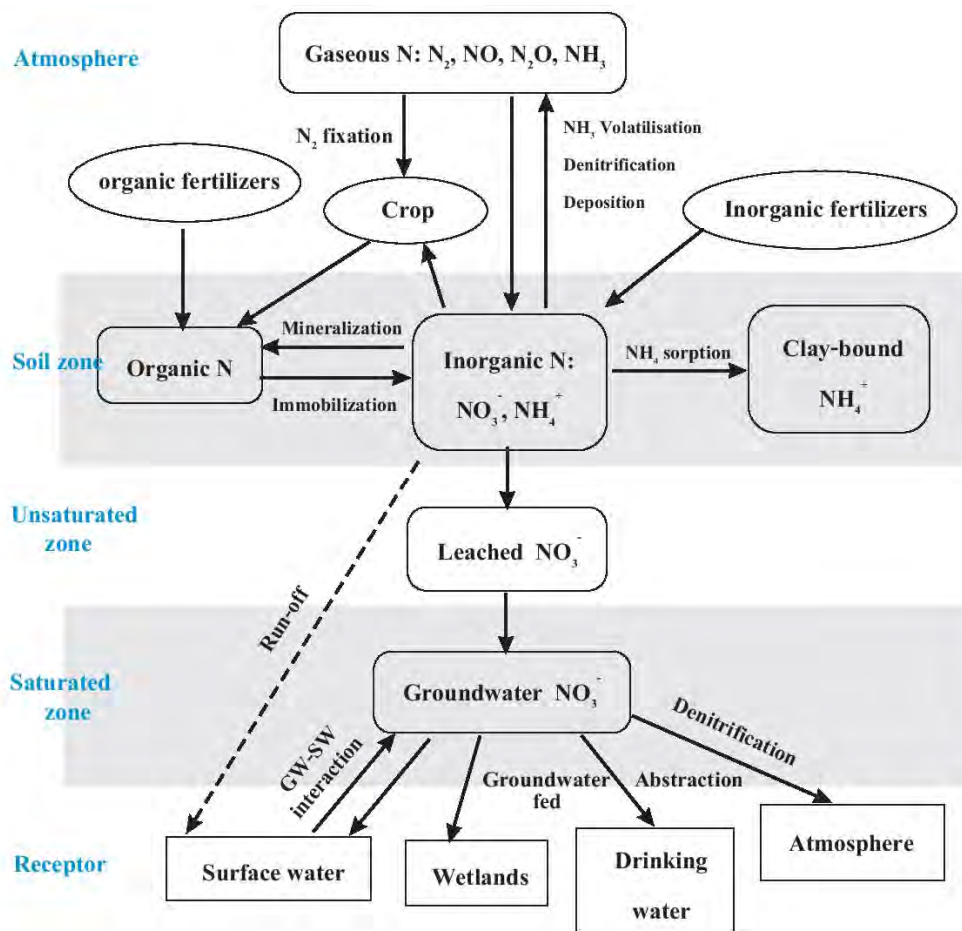 Atmosphere
Gaseous N: N₂, NO, N₂O, NH₃
N₂ fixation
NH₃ Volatilisation
Denitrification
Deposition
organic fertilizers
Crop
Inorganic fertilizers
Soil zone
Organic N
Mineralization
Immobilization
Inorganic N:
NO₃⁻, NH₄⁺
NH₄ sorption
Clay-bound
NH₄⁺
Unsaturated
zone
Leached NO₃⁻
Run-off
Saturated
zone
Groundwater NO₃⁻
GW-SW
interaction
Groundwater
fed
Abstraction
Denitrification
Receptor
Surface water
Wetlands
Drinking
water
Atmosphere